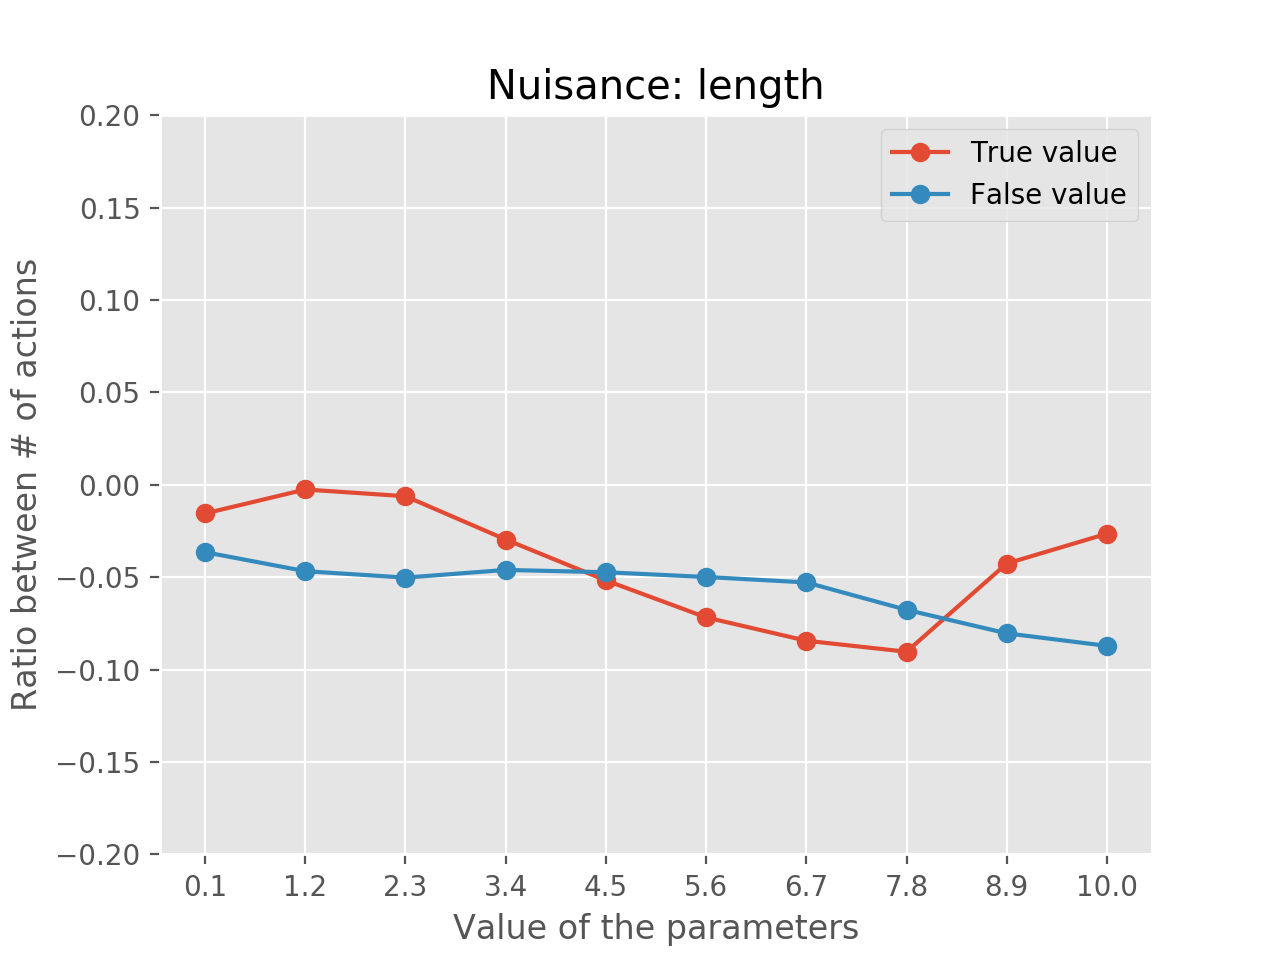 Nuisance: length
True value
False value
Ratio between # of actions
0.20
0.15
0.10
0.05
0.00
−0.05
−0.10
−0.15
−0.20
0.1 1.2 2.3 3.4 4.5 5.6 6.7 7.8 8.9 10.0
Value of the parameters